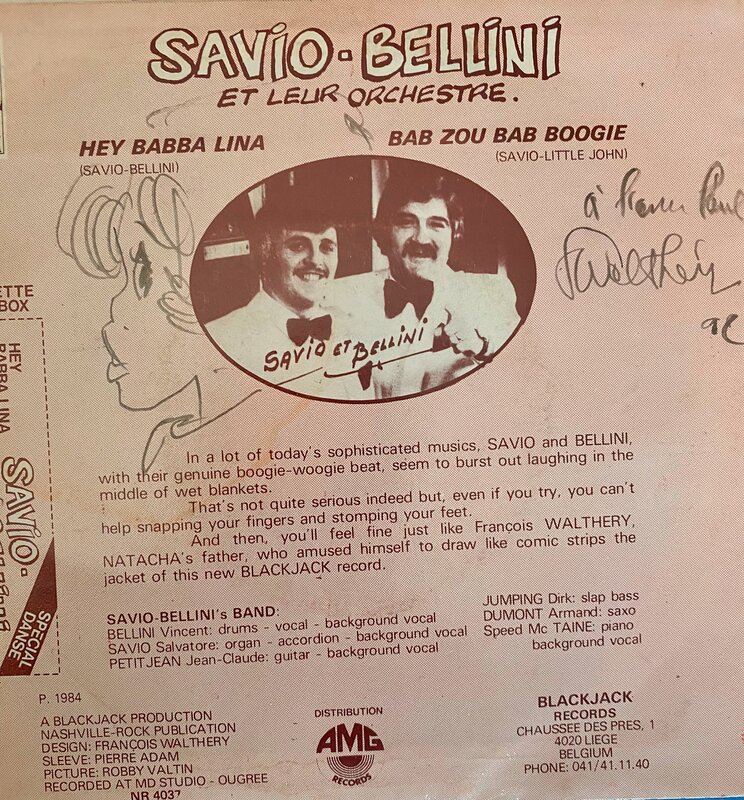 SAVIO-BELLINI
ET LEUR ORCHESTRE.
HEY BABBA LINA
(SAVIO-BELLINI)
BAB ZOU BAB BOOGIE
(SAVIO-LITTLE JOHN)
à
Walthéry
SAVIO ET BELLINI
ETTE
BOX
HEY
BABBA LINA
SAVIO-
SPECIAL
DANSE
In a lot of today's sophisticated musics, SAVIO and BELLINI,
with their genuine boogie-woogie beat, seem to burst out laughing in the
middle of wet blankets.
That's not quite serious indeed but, even if you try, you can't
help snapping your fingers and stomping your feet.
And then, you'll feel fine just like François WALTHERY,
NATACHA's father, who amused himself to draw like comic strips the
jacket of this new BLACKJACK record.
SAVIO-BELLINI's BAND:
BELLINI Vincent: drums - vocal - background vocal
SAVIO Salvatore: organ - accordion - background vocal
PETITJEAN Jean-Claude: guitar - background vocal
JUMPING Dirk: slap bass
DUMONT Armand: saxo
Speed Mc TAINE: piano
background vocal
P. 1984
A BLACKJACK PRODUCTION
NASHVILLE-ROCK PUBLICATION
DESIGN: FRANÇOIS WALTHERY
SLEEVE: PIERRE ADAM
PICTURE: ROBBY VALTIN
RECORDED AT MD STUDIO - OUGREE
NR 4037
DISTRIBUTION
AMG
RECORDS
BLACKJACK
RECORDS
CHAUSSEE DES PRES, 1
4020 LIEGE
BELGIUM
PHONE: 041/41.11.40